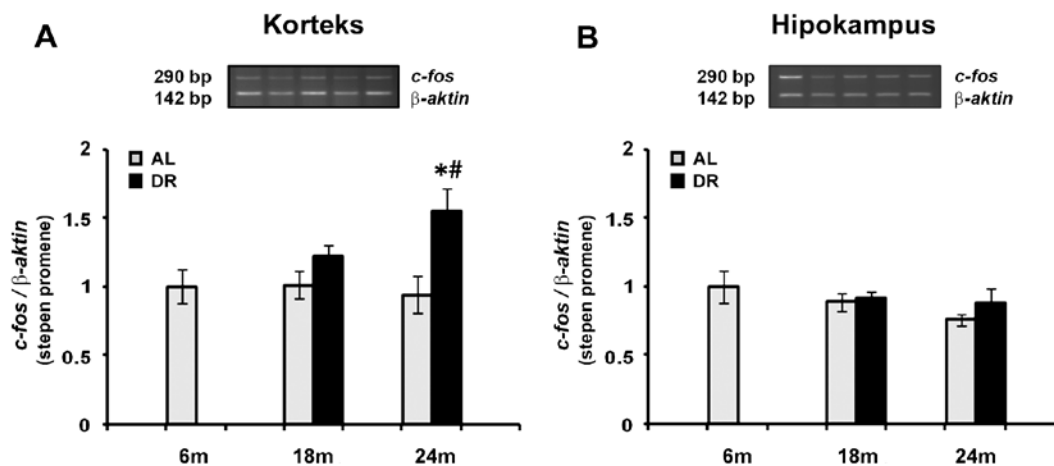 A
Korteks
290 bp
c-fos
142 bp
β-aktin
2
1.5
1
0.5
0
c-fos / β-aktin
(stepen promene)
AL
DR
*#
6m
18m
24m
B
Hipokampus
290 bp
c-fos
142 bp
β-aktin
2
1.5
1
0.5
0
c-fos / β-aktin
(stepen promene)
AL
DR
6m
18m
24m